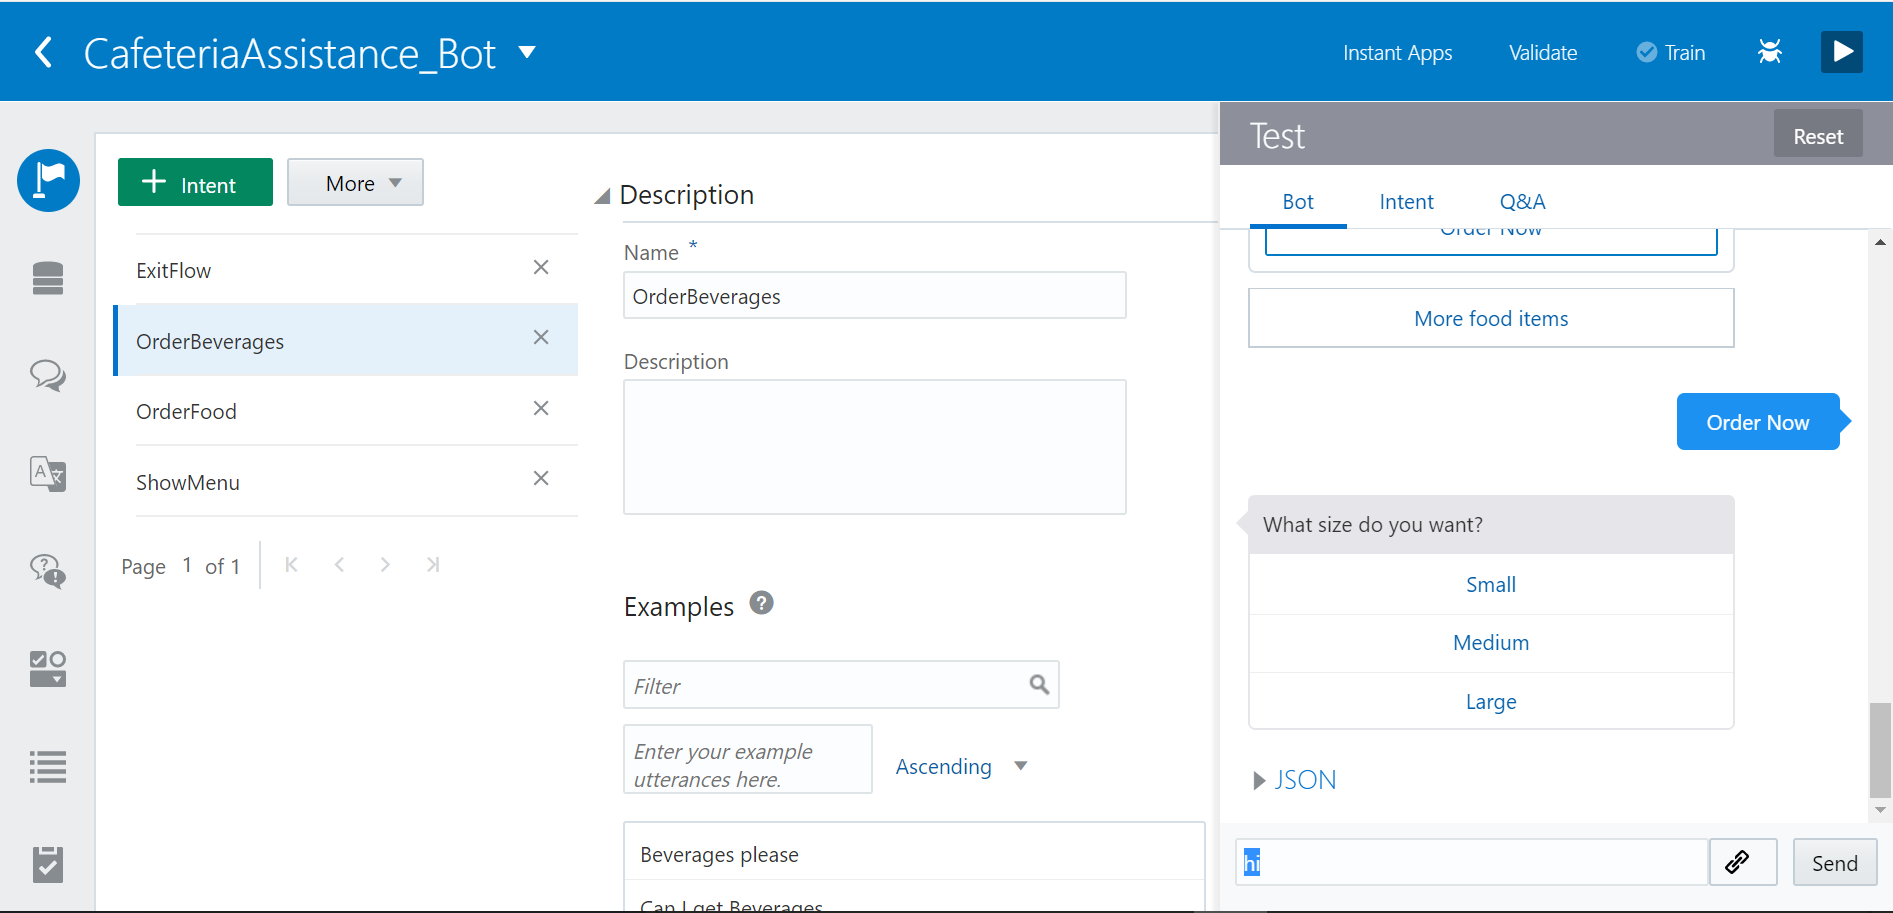 CafeteriaAssistance_Bot
Instant Apps
Validate
Train
Intent
More
ExitFlow
OrderBeverages
OrderFood
ShowMenu
Page 1 of 1
Description
Name *
OrderBeverages
Description
Examples
Filter
Enter your example
utterances here.
Ascending
Beverages please
Can I get Beverages
Test
Reset
Bot
Intent
Q&A
Order Now
More food items
Order Now
What size do you want?
Small
Medium
Large
JSON
hi
Send